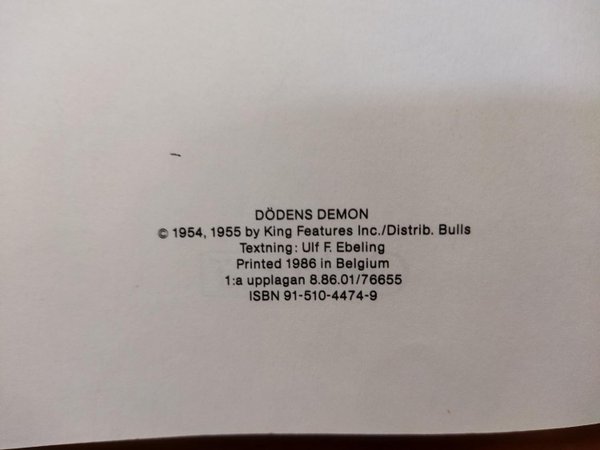 DÖDENS DEMON
© 1954, 1955 by King Features Inc./Distrib. Bulls
Textning: Ulf F. Ebeling
Printed 1986 in Belgium
1:a upplagan 8.86.01/76655
ISBN 91-510-4474-9